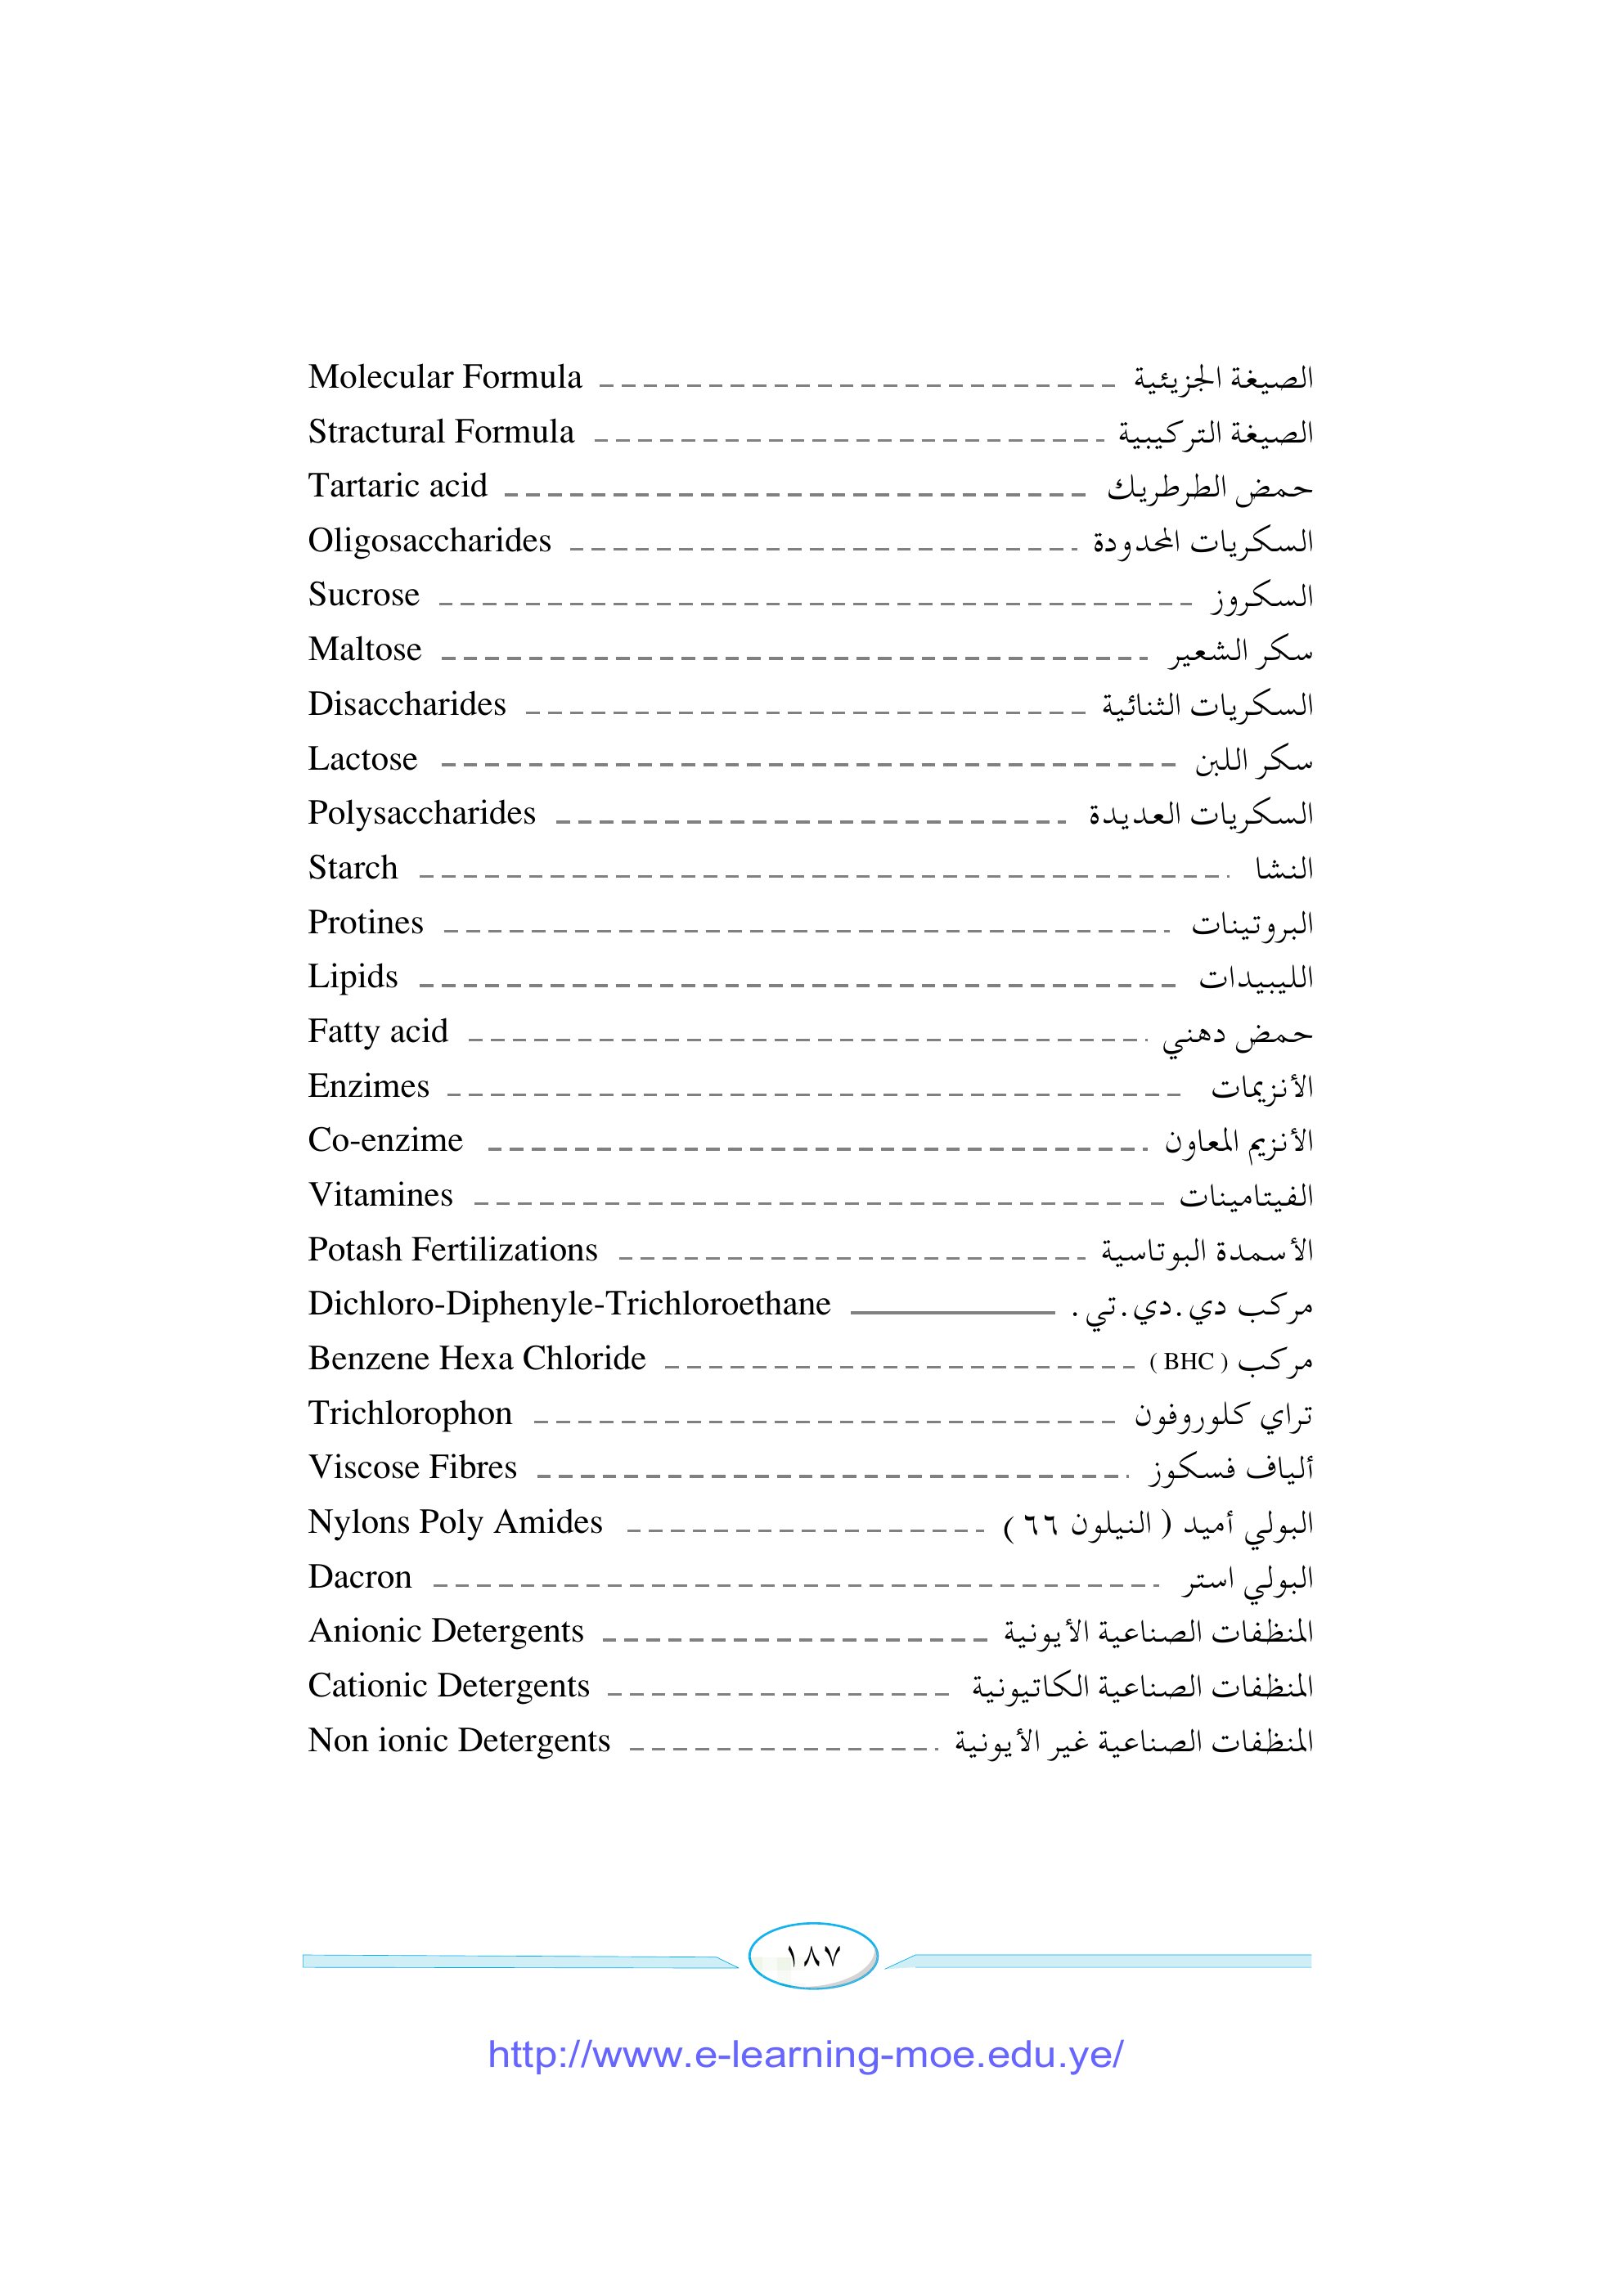 Molecular Formula الصيغة الجزيئية
Stractural Formula الصيغة التركيبية
Tartaric acid حمض الطرطريك
Oligosaccharides السكريات المحدودة
Sucrose السكروز
Maltose سكر الشعير
Disaccharides السكريات الثنائية
Lactose سكر اللبن
Polysaccharides السكريات العديدة
Starch النشا
Protines البروتينات
Lipids الليبيدات
Fatty acid حمض دهني
Enzimes الأنزيمات
Co-enzime الأنزيم المعاون
Vitamines الفيتامينات
Potash Fertilizations الأسمدة البوتاسية
Dichloro-Diphenyle-Trichloroethane مركب دي.دي.تي.
Benzene Hexa Chloride مركب ( BHC )
Trichlorophon تراي كلوروفون
Viscose Fibres ألياف فسكوز
Nylons Poly Amides البولي أميد ( النيلون ٦٦ )
Dacron البولي استر
Anionic Detergents المنظفات الصناعية الأيونية
Cationic Detergents المنظفات الصناعية الكاتيونية
Non ionic Detergents المنظفات الصناعية غير الأيونية
١٨٧
http://www.e-learning-moe.edu.ye/